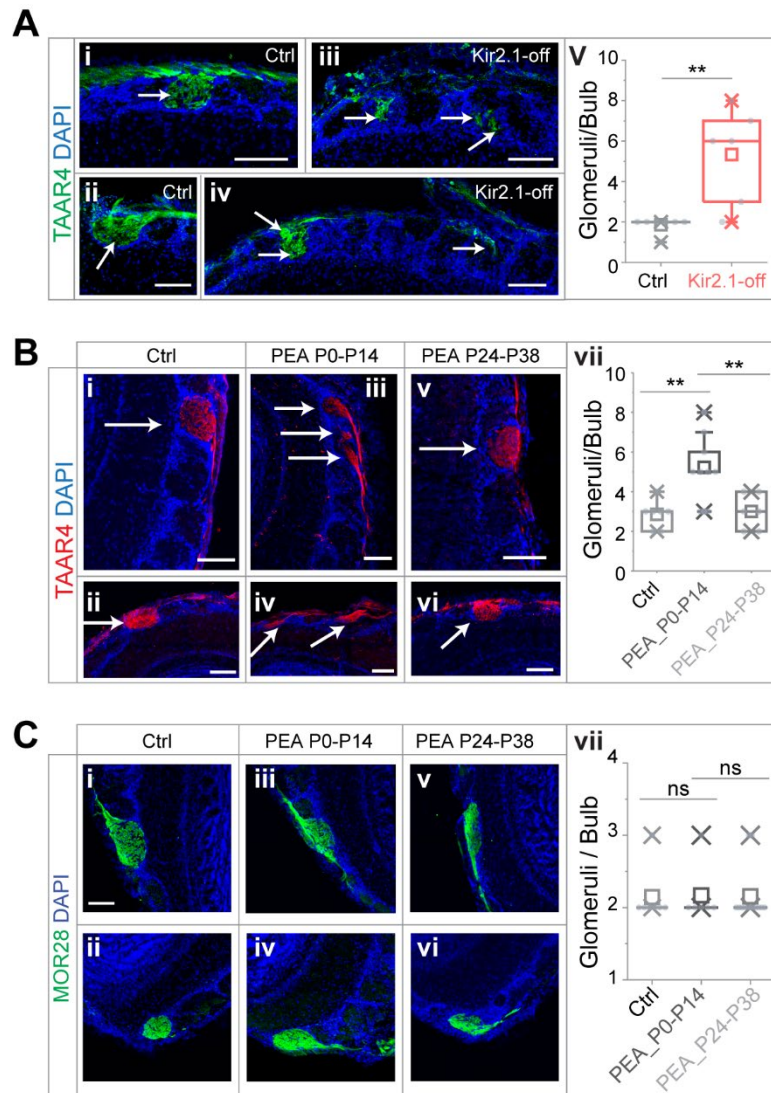 A
TAAR4 DAPI
i
Ctrl
iii
Kir2.1-off
ii
Ctrl
iv
Kir2.1-off
V
**
Glomeruli/Bulb
10
8
6
4
2
0
Ctrl
Kir2.1-off
B
Ctrl
PEA P0-P14
PEA P24-P38
TAAR4 DAPI
i
iii
v
ii
iv
vi
vii
**
**
Glomeruli/Bulb
10
8
6
4
2
0
Ctrl
PEA_P0-P14
PEA_P24-P38
C
Ctrl
PEA P0-P14
PEA P24-P38
MOR28 DAPI
i
iii
v
ii
iv
vi
vii
ns
ns
Glomeruli / Bulb
4
3
2
1
Ctrl
PEA_P0-P14
PEA_P24-P38